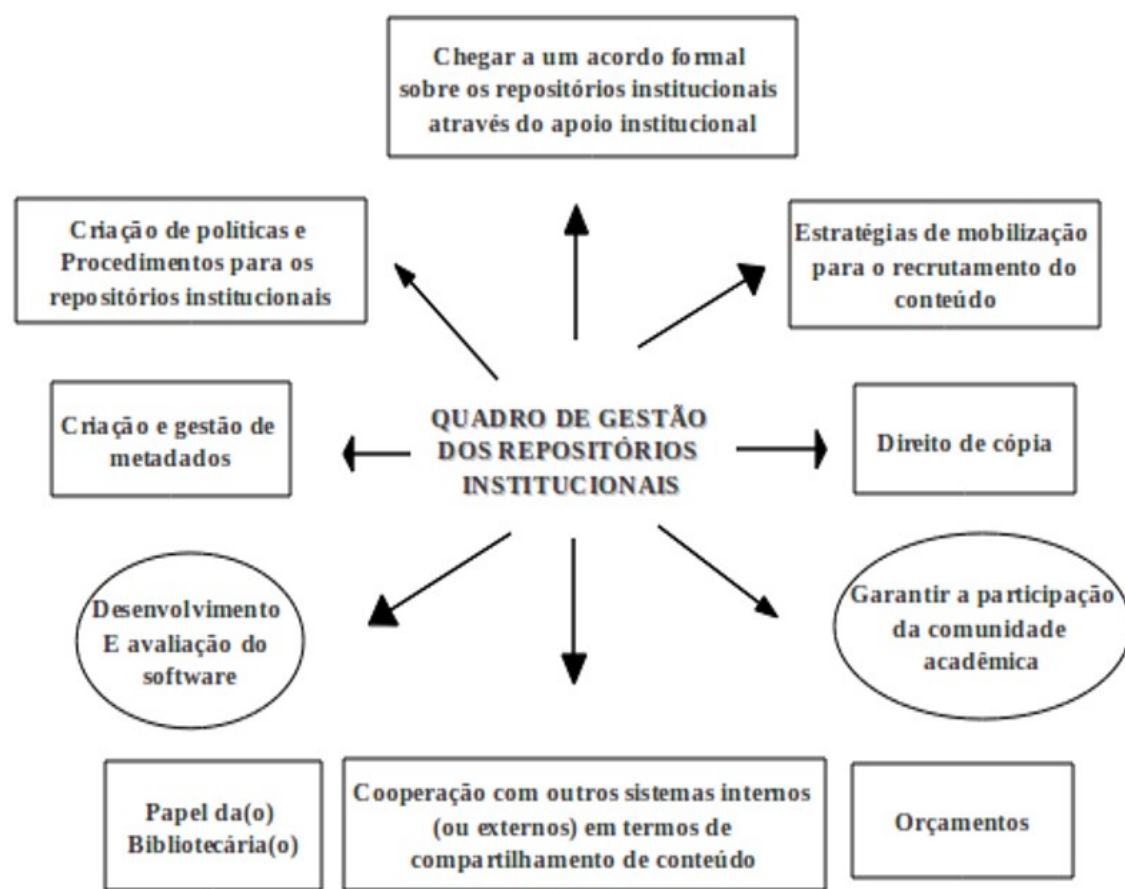 Chegar a um acordo formal
sobre os repositórios institucionais
através do apoio institucional
Criação de políticas e
Procedimentos para os
repositórios institucionais
Estratégias de mobilização
para o recrutamento do
conteúdo
Criação e gestão de
metadados
QUADRO DE GESTÃO
DOS REPOSITÓRIOS
INSTITUCIONAIS
Direito de cópia
Desenvolvimento
E avaliação do
software
Garantir a participação
da comunidade
acadêmica
Papel da(o)
Bibliotecária(o)
Cooperação com outros sistemas internos
(ou externos) em termos de
compartilhamento de conteúdo
Orçamentos